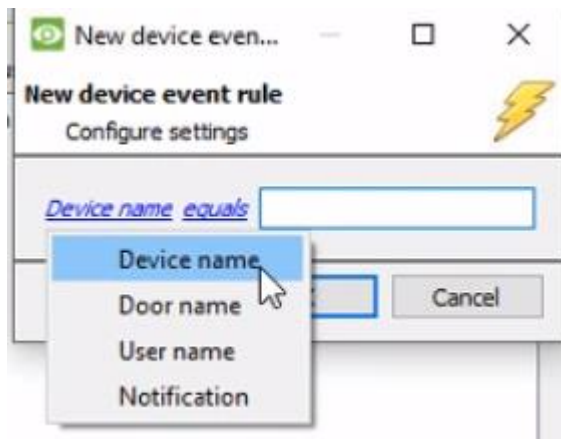 New device even...
New device event rule
Configure settings
Device name equals
Device name
Door name
User name
Notification
Cancel